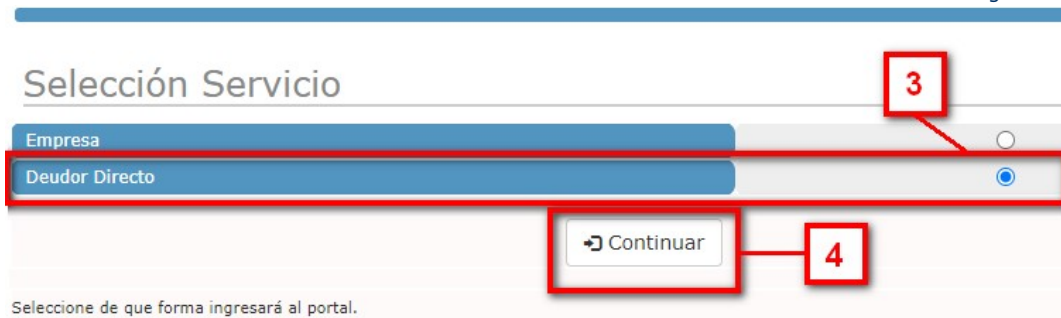 Selección Servicio
3
Empresa
Deudor Directo
Continuar
4
Seleccione de que forma ingresará al portal.